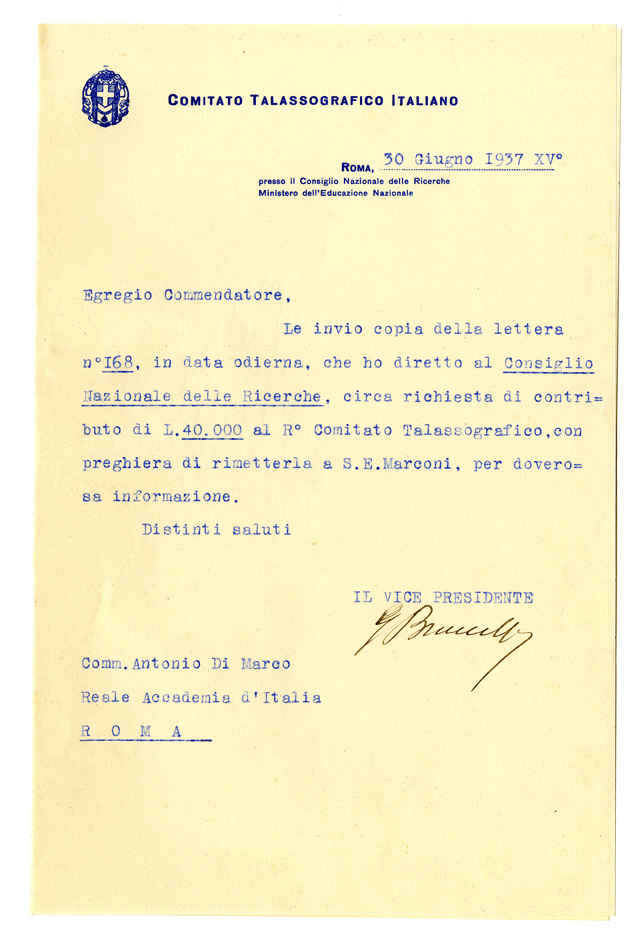 COMITATO TALASSOGRAFICO ITALIANO
ROMA, 30 Giugno 1937 XV°
presso il Consiglio Nazionale delle Ricerche
Ministero dell'Educazione Nazionale
Egregio Commendatore,
Le invio copia della lettera
n°168, in data odierna, che ho diretto al Consiglio
Nazionale delle Ricerche, circa richiesta di contri=
buto di L.40.000 al R° Comitato Talassografico,con
preghiera di rimetterla a S.E.Marconi, per dovero=
sa informazione.
Distinti saluti
IL VICE PRESIDENTE
G Brunelli
Comm.Antonio Di Marco
Reale Accademia d'Italia
R O M A